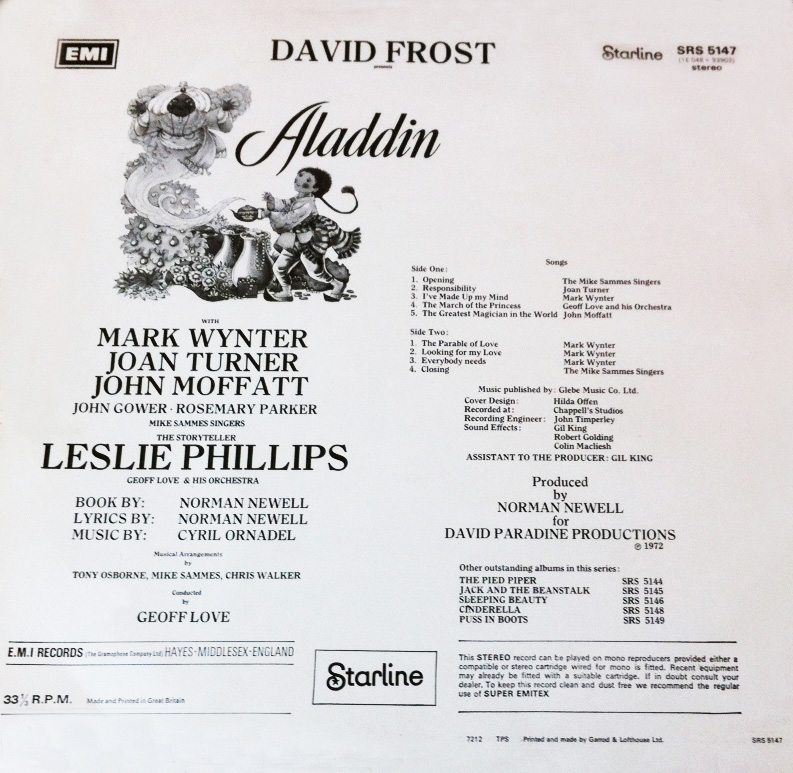 EMI
DAVID FROST
presents
Starline
SRS 5147
(1E 048 · 93903)
stereo
Aladdin
WITH
MARK WYNTER
JOAN TURNER
JOHN MOFFATT
JOHN GOWER · ROSEMARY PARKER
MIKE SAMMES SINGERS
THE STORYTELLER
LESLIE PHILLIPS
GEOFF LOVE & HIS ORCHESTRA
BOOK BY: NORMAN NEWELL
LYRICS BY: NORMAN NEWELL
MUSIC BY: CYRIL ORNADEL
Musical Arrangements
by
TONY OSBORNE, MIKE SAMMES, CHRIS WALKER
Conducted
by
GEOFF LOVE
Songs
Side One:
1. Opening The Mike Sammes Singers
2. Responsibility Joan Turner
3. I've Made Up my Mind Mark Wynter
4. The March of the Princess Geoff Love and his Orchestra
5. The Greatest Magician in the World John Moffatt
Side Two:
1. The Parable of Love Mark Wynter
2. Looking for my Love Mark Wynter
3. Everybody needs Mark Wynter
4. Closing The Mike Sammes Singers
Music published by: Glebe Music Co. Ltd.
Cover Design: Hilda Offen
Recorded at: Chappell's Studios
Recording Engineer: John Timperley
Sound Effects: Gil King
Robert Golding
Colin Macliesh
ASSISTANT TO THE PRODUCER: GIL KING
Produced
by
NORMAN NEWELL
for
DAVID PARADINE PRODUCTIONS
℗ 1972
Other outstanding albums in this series:
THE PIED PIPER SRS 5144
JACK AND THE BEANSTALK SRS 5145
SLEEPING BEAUTY SRS 5146
CINDERELLA SRS 5148
PUSS IN BOOTS SRS 5149
E.M.I RECORDS (The Gramophone Company Ltd) HAYES·MIDDLESEX·ENGLAND
33⅓ R.P.M. Made and Printed in Great Britain
Starline
This STEREO record can be played on mono reproducers provided either a
compatible or stereo cartridge wired for mono is fitted. Recent equipment
may already be fitted with a suitable cartridge. If in doubt consult your
dealer. To keep this record clean and dust free we recommend the regular
use of SUPER EMITEX
7212 TPS Printed and made by Garrod & Lofthouse Ltd. SRS 5147